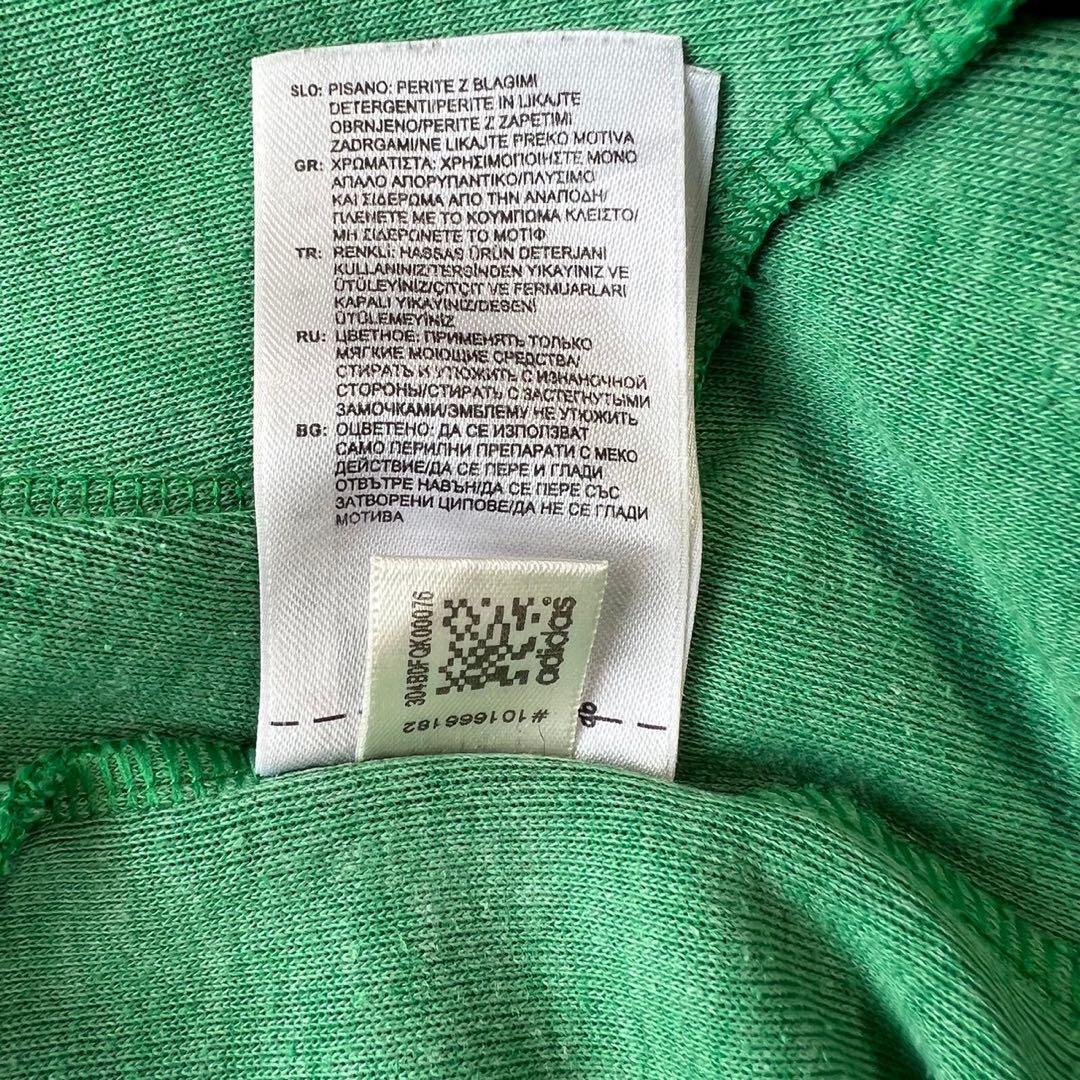 SLO: PISANO: PERITE Z BLAGIMI
DETERGENTI/PERITE IN LIKAJTE
OBRNJENO/PERITE Z ZAPETIMI
ZADRGAMI/NE LIKAJTE PREKO MOTIVA
GR: ΧΡΩΜΑΤΙΣΤΑ: ΧΡΗΣΙΜΟΠΟΙΗΣΤΕ ΜΟΝΟ
ΑΠΑΛΟ ΑΠΟΡΥΠΑΝΤΙΚΟ/ΠΛΥΣΙΜΟ
ΚΑΙ ΣΙΔΕΡΩΜΑ ΑΠΟ ΤΗΝ ΑΝΑΠΟΔΗ/
ΠΛΕΝΕΤΕ ΜΕ ΤΟ ΚΟΥΜΠΩΜΑ ΚΛΕΙΣΤΟ/
ΜΗ ΣΙΔΕΡΩΝΕΤΕ ΤΟ ΜΟΤΙΦ
TR: RENKLİ: HASSAS ÜRÜN DETERJANI
KULLANINIZ/TERSİNDEN YIKAYINIZ VE
ÜTÜLEYİNİZ/ÇITÇIT VE FERMUARLARI
KAPALI YIKAYINIZ/DESENİ
ÜTÜLEMEYİNİZ
RU: ЦВЕТНОЕ: ПРИМЕНЯТЬ ТОЛЬКО
МЯГКИЕ МОЮЩИЕ СРЕДСТВА/
СТИРАТЬ И УТЮЖИТЬ С ИЗНАНОЧНОЙ
СТОРОНЫ/СТИРАТЬ С ЗАСТЕГНУТЫМИ
ЗАМОЧКАМИ/ЭМБЛЕМУ НЕ УТЮЖИТЬ
BG: ОЦВЕТЕНО: ДА СЕ ИЗПОЛЗВАТ
САМО ПЕРИЛНИ ПРЕПАРАТИ С МЕКО
ДЕЙСТВИЕ/ДА СЕ ПЕРЕ И ГЛАДИ
ОТВЪТРЕ НАВЪН/ДА СЕ ПЕРЕ СЪС
ЗАТВОРЕНИ ЦИПОВЕ/ДА НЕ СЕ ГЛАДИ
МОТИВА
304BDFQK00076
adidas
#101666182